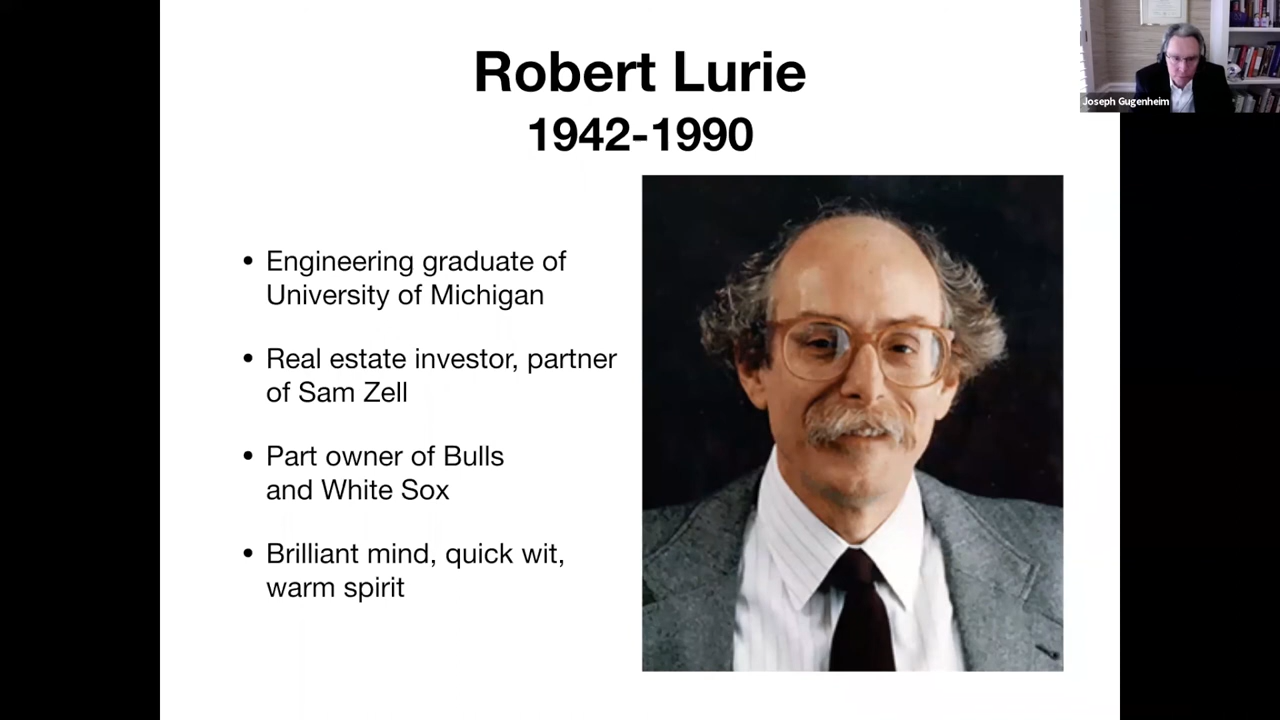 Robert Lurie
1942-1990
• Engineering graduate of
University of Michigan
• Real estate investor, partner
of Sam Zell
• Part owner of Bulls
and White Sox
• Brilliant mind, quick wit,
warm spirit
Joseph Gugenheim